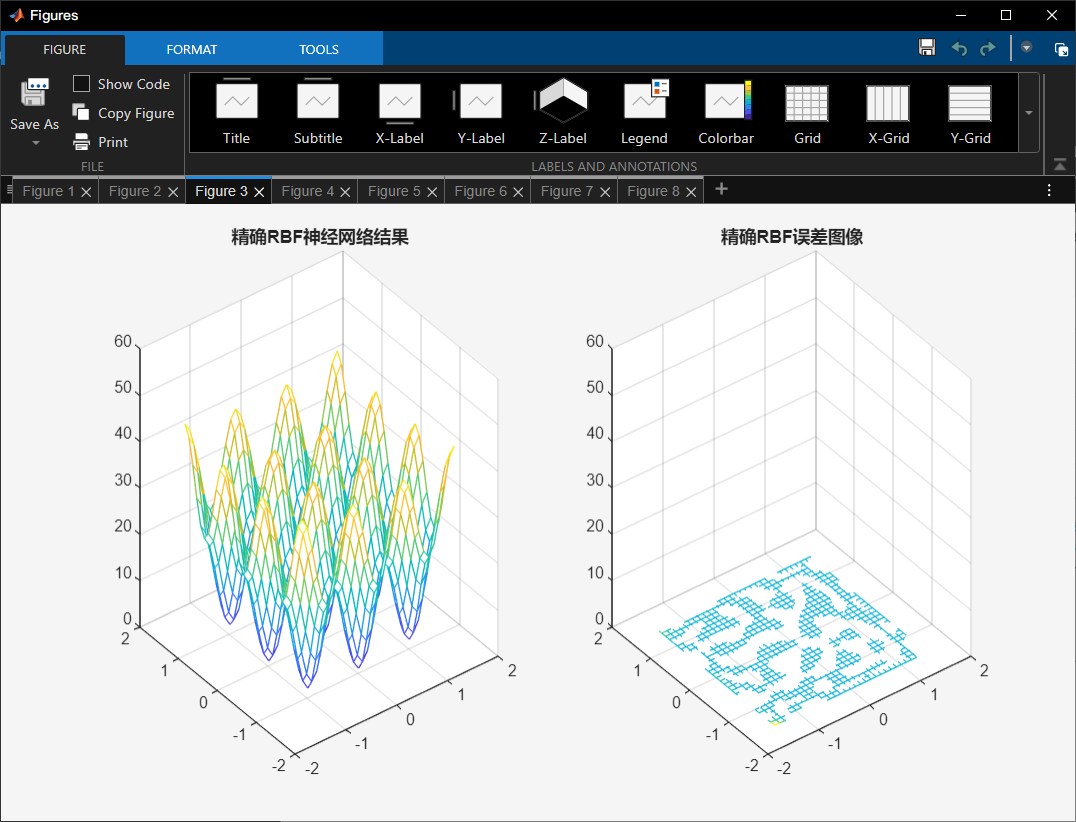 Figures
FIGURE FORMAT TOOLS
Save As
Show Code
Copy Figure
Print
FILE
Title Subtitle X-Label Y-Label Z-Label Legend Colorbar Grid X-Grid Y-Grid
LABELS AND ANNOTATIONS
Figure 1 Figure 2 Figure 3 Figure 4 Figure 5 Figure 6 Figure 7 Figure 8
精确RBF神经网络结果
60
50
40
30
20
10
0
2
1
0
-1
-2
-2
-1
0
1
2
精确RBF误差图像
60
50
40
30
20
10
0
2
1
0
-1
-2
-2
-1
0
1
2